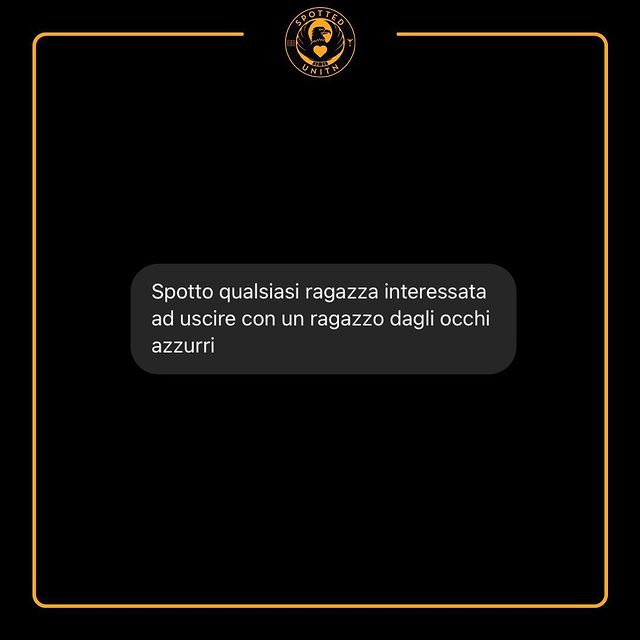 SPOTTED
UNITN
Spotto qualsiasi ragazza interessata
ad uscire con un ragazzo dagli occhi
azzurri